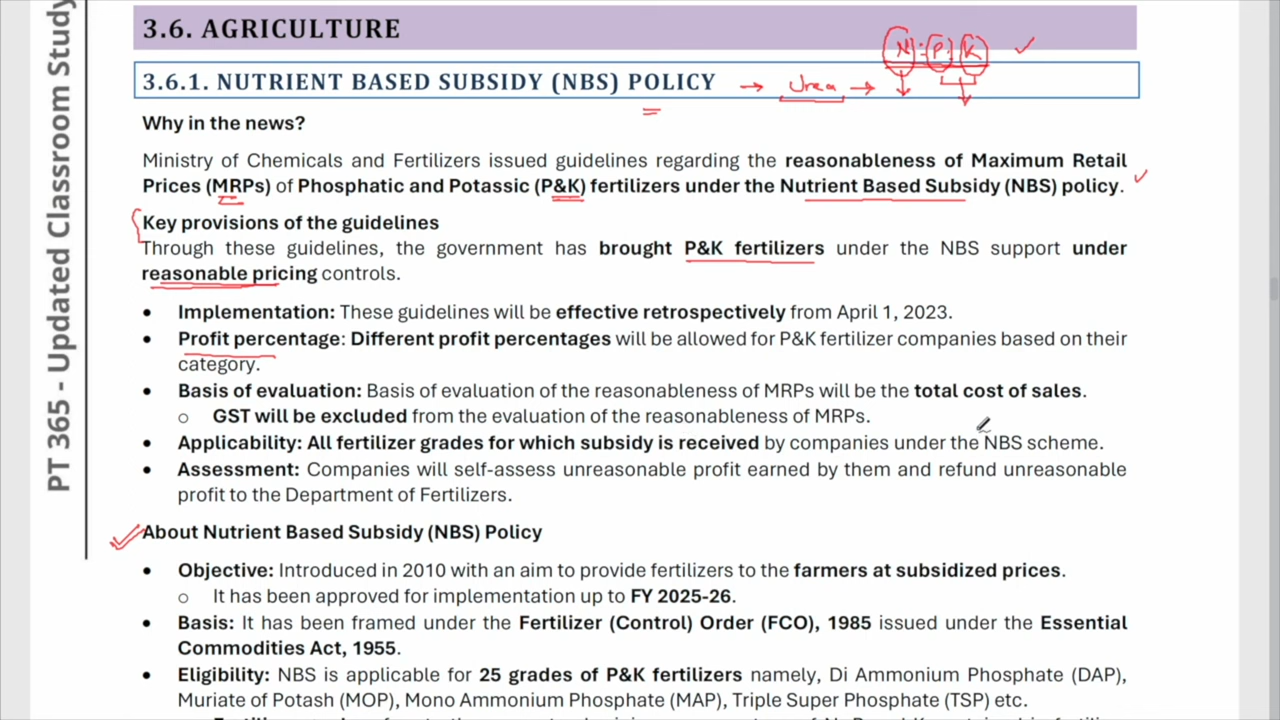 PT 365 - Updated Classroom Study
3.6. AGRICULTURE
N : P : K
3.6.1. NUTRIENT BASED SUBSIDY (NBS) POLICY → Urea →
Why in the news?
Ministry of Chemicals and Fertilizers issued guidelines regarding the reasonableness of Maximum Retail
Prices (MRPs) of Phosphatic and Potassic (P&K) fertilizers under the Nutrient Based Subsidy (NBS) policy.
Key provisions of the guidelines
Through these guidelines, the government has brought P&K fertilizers under the NBS support under
reasonable pricing controls.
• Implementation: These guidelines will be effective retrospectively from April 1, 2023.
• Profit percentage: Different profit percentages will be allowed for P&K fertilizer companies based on their
category.
• Basis of evaluation: Basis of evaluation of the reasonableness of MRPs will be the total cost of sales.
o GST will be excluded from the evaluation of the reasonableness of MRPs.
• Applicability: All fertilizer grades for which subsidy is received by companies under the NBS scheme.
• Assessment: Companies will self-assess unreasonable profit earned by them and refund unreasonable
profit to the Department of Fertilizers.
About Nutrient Based Subsidy (NBS) Policy
• Objective: Introduced in 2010 with an aim to provide fertilizers to the farmers at subsidized prices.
o It has been approved for implementation up to FY 2025-26.
• Basis: It has been framed under the Fertilizer (Control) Order (FCO), 1985 issued under the Essential
Commodities Act, 1955.
• Eligibility: NBS is applicable for 25 grades of P&K fertilizers namely, Di Ammonium Phosphate (DAP),
Muriate of Potash (MOP), Mono Ammonium Phosphate (MAP), Triple Super Phosphate (TSP) etc.